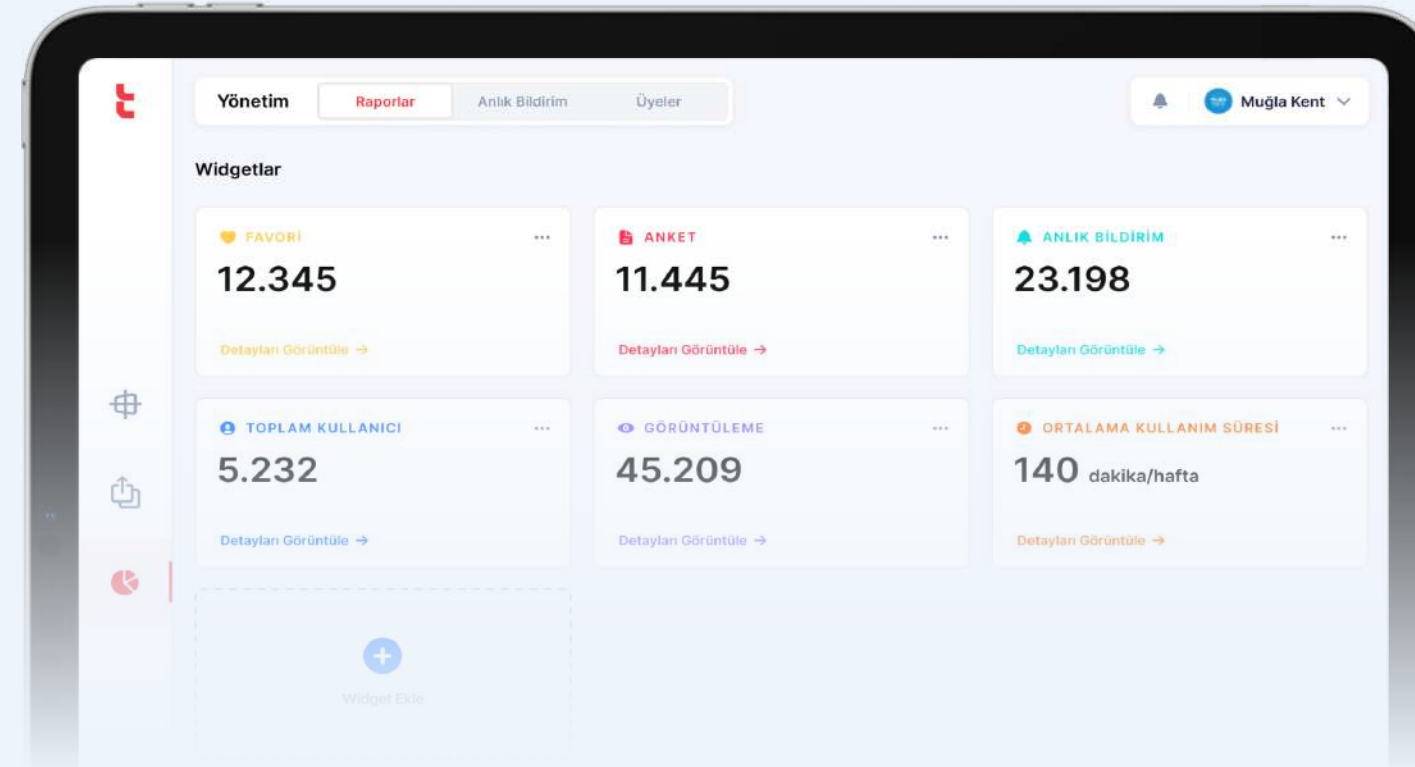 Yönetim Raporlar Anlık Bildirim Üyeler Muğla Kent
Widgetlar
FAVORİ
12.345
Detayları Görüntüle →
ANKET
11.445
Detayları Görüntüle →
ANLIK BİLDİRİM
23.198
Detayları Görüntüle →
TOPLAM KULLANICI
5.232
Detayları Görüntüle →
GÖRÜNTÜLEME
45.209
Detayları Görüntüle →
ORTALAMA KULLANIM SÜRESİ
140 dakika/hafta
Detayları Görüntüle →
Widget Ekle